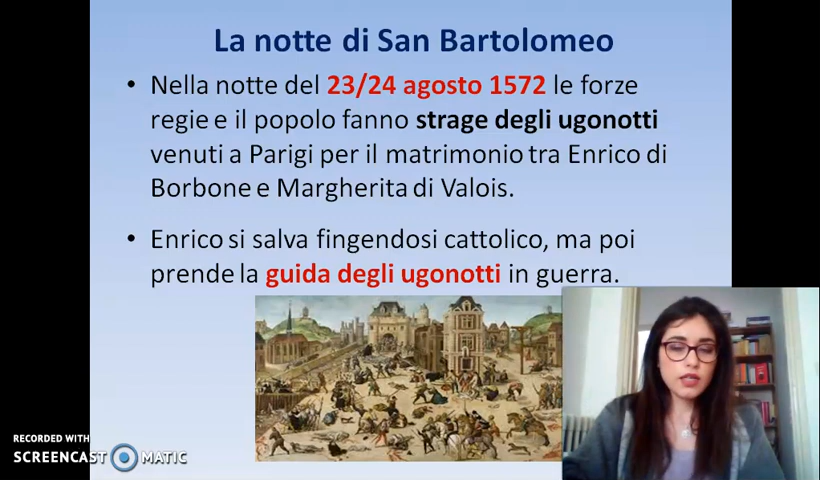 La notte di San Bartolomeo
• Nella notte del 23/24 agosto 1572 le forze
regie e il popolo fanno strage degli ugonotti
venuti a Parigi per il matrimonio tra Enrico di
Borbone e Margherita di Valois.
• Enrico si salva fingendosi cattolico, ma poi
prende la guida degli ugonotti in guerra.
RECORDED WITH
SCREENCAST MATIC